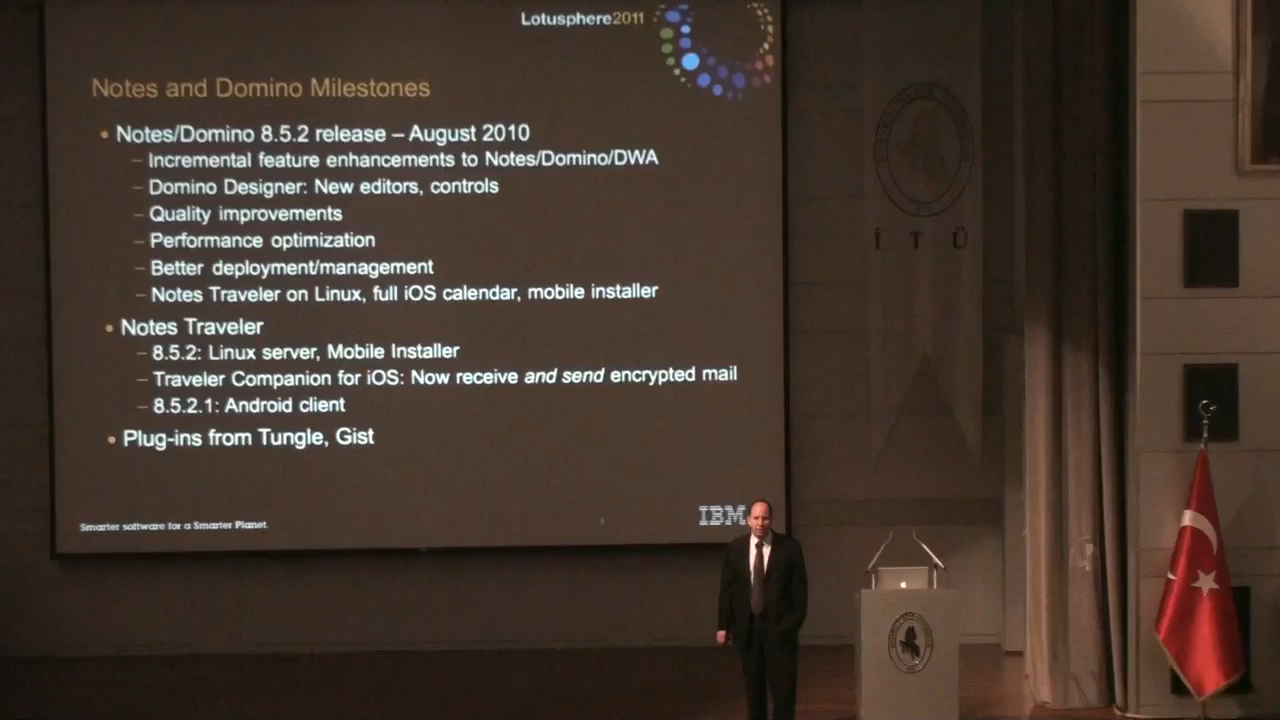 Lotusphere2011
Notes and Domino Milestones
• Notes/Domino 8.5.2 release – August 2010
– Incremental feature enhancements to Notes/Domino/DWA
– Domino Designer: New editors, controls
– Quality improvements
– Performance optimization
– Better deployment/management
– Notes Traveler on Linux, full iOS calendar, mobile installer
• Notes Traveler
– 8.5.2: Linux server, Mobile Installer
– Traveler Companion for iOS: Now receive and send encrypted mail
– 8.5.2.1: Android client
• Plug-ins from Tungle, Gist
Smarter software for a Smarter Planet.
IBM
İTÜ